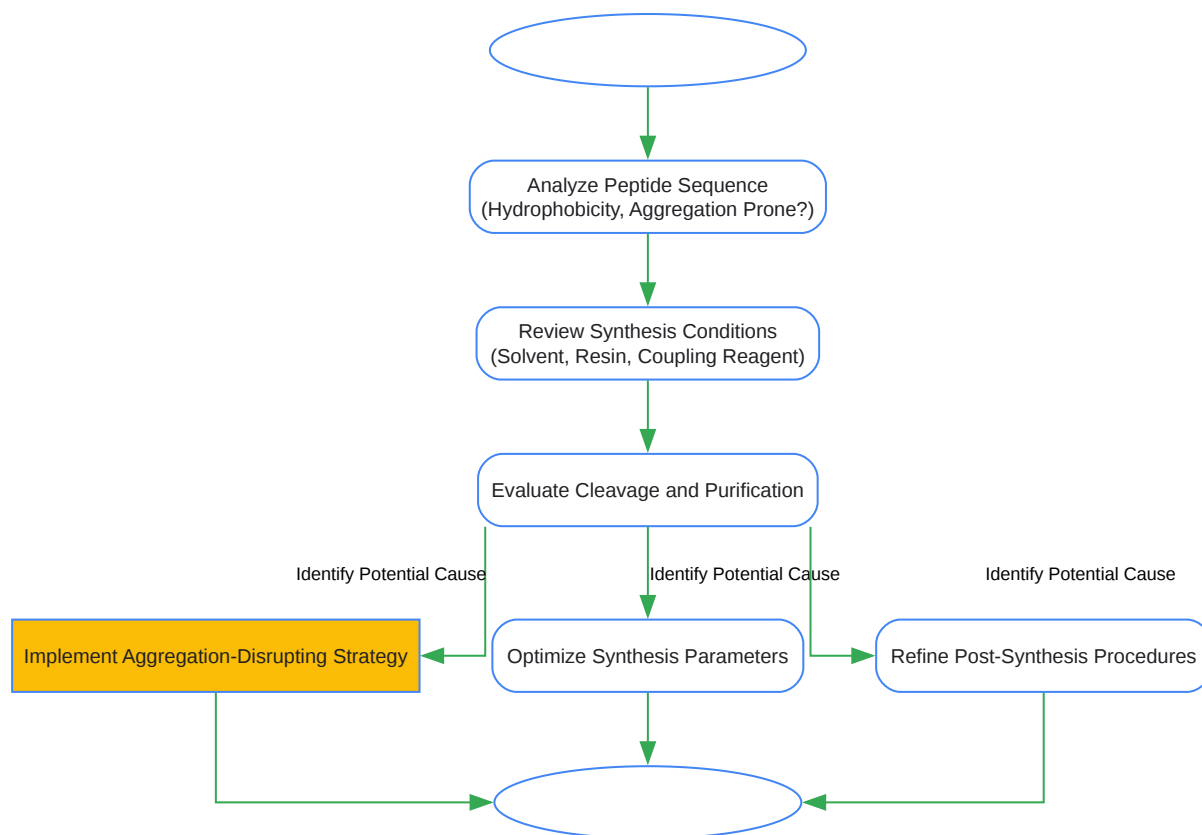 Analyze Peptide Sequence
(Hydrophobicity, Aggregation Prone?)
Review Synthesis Conditions
(Solvent, Resin, Coupling Reagent)
Evaluate Cleavage and Purification
Identify Potential Cause
Identify Potential Cause
Identify Potential Cause
Implement Aggregation-Disrupting Strategy
Optimize Synthesis Parameters
Refine Post-Synthesis Procedures